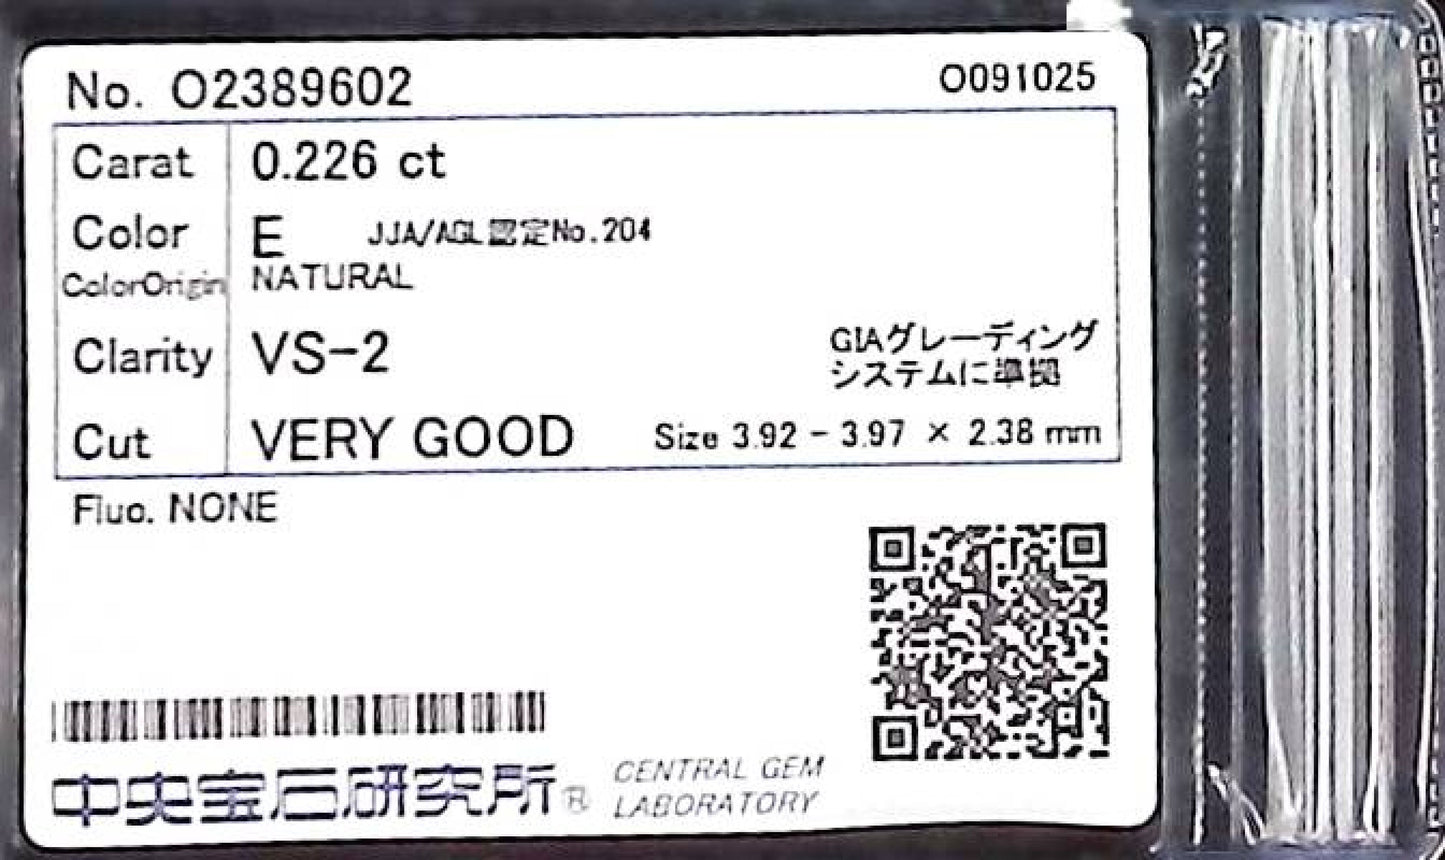 No. O2389602 O091025
Carat 0.226 ct
Color E JJA/AGL認定No.204
ColorOrigin NATURAL
Clarity VS-2 GIAグレーディング
システムに準拠
Cut VERY GOOD Size 3.92 - 3.97 × 2.38 mm
Fluo. NONE
中央宝石研究所® CENTRAL GEM
LABORATORY